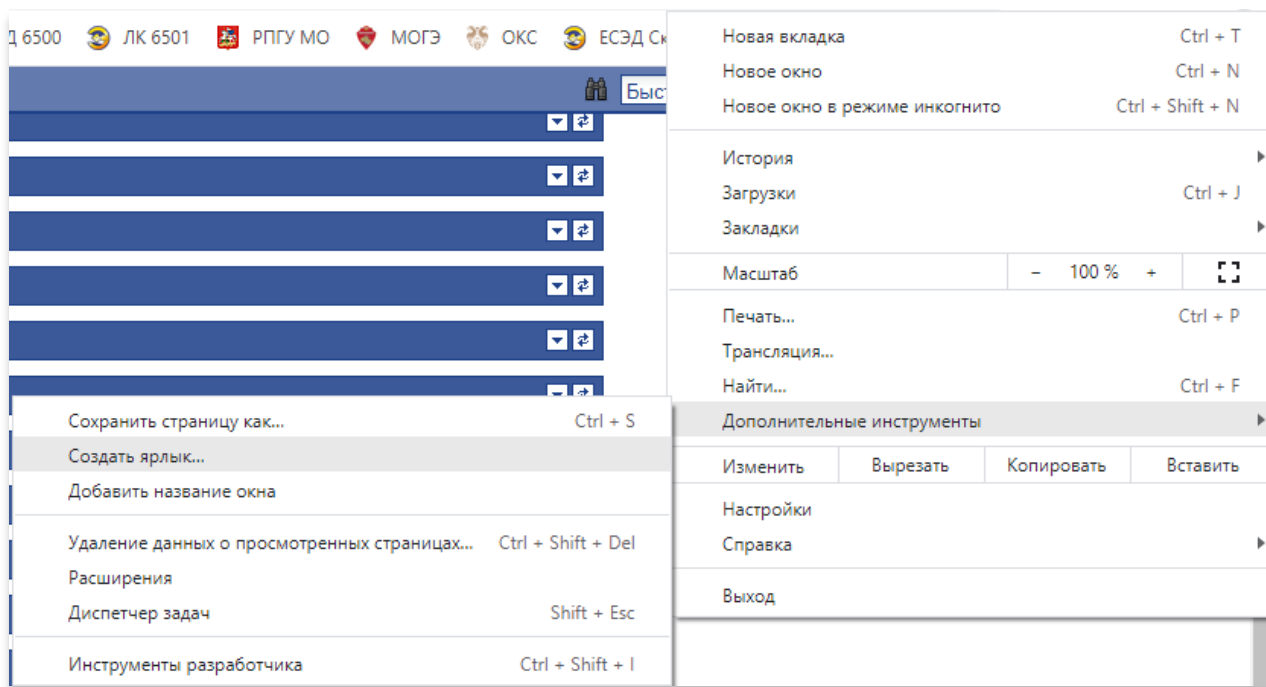 Д 6500 ЛК 6501 РПГУ МО МОГЭ ОКС ЕСЭД Ск
Быс
Новая вкладка Ctrl + T
Новое окно Ctrl + N
Новое окно в режиме инкогнито Ctrl + Shift + N
История
Загрузки Ctrl + J
Закладки
Масштаб − 100 % +
Печать... Ctrl + P
Трансляция...
Найти... Ctrl + F
Дополнительные инструменты
Изменить Вырезать Копировать Вставить
Настройки
Справка
Выход
Сохранить страницу как... Ctrl + S
Создать ярлык...
Добавить название окна
Удаление данных о просмотренных страницах... Ctrl + Shift + Del
Расширения
Диспетчер задач Shift + Esc
Инструменты разработчика Ctrl + Shift + I